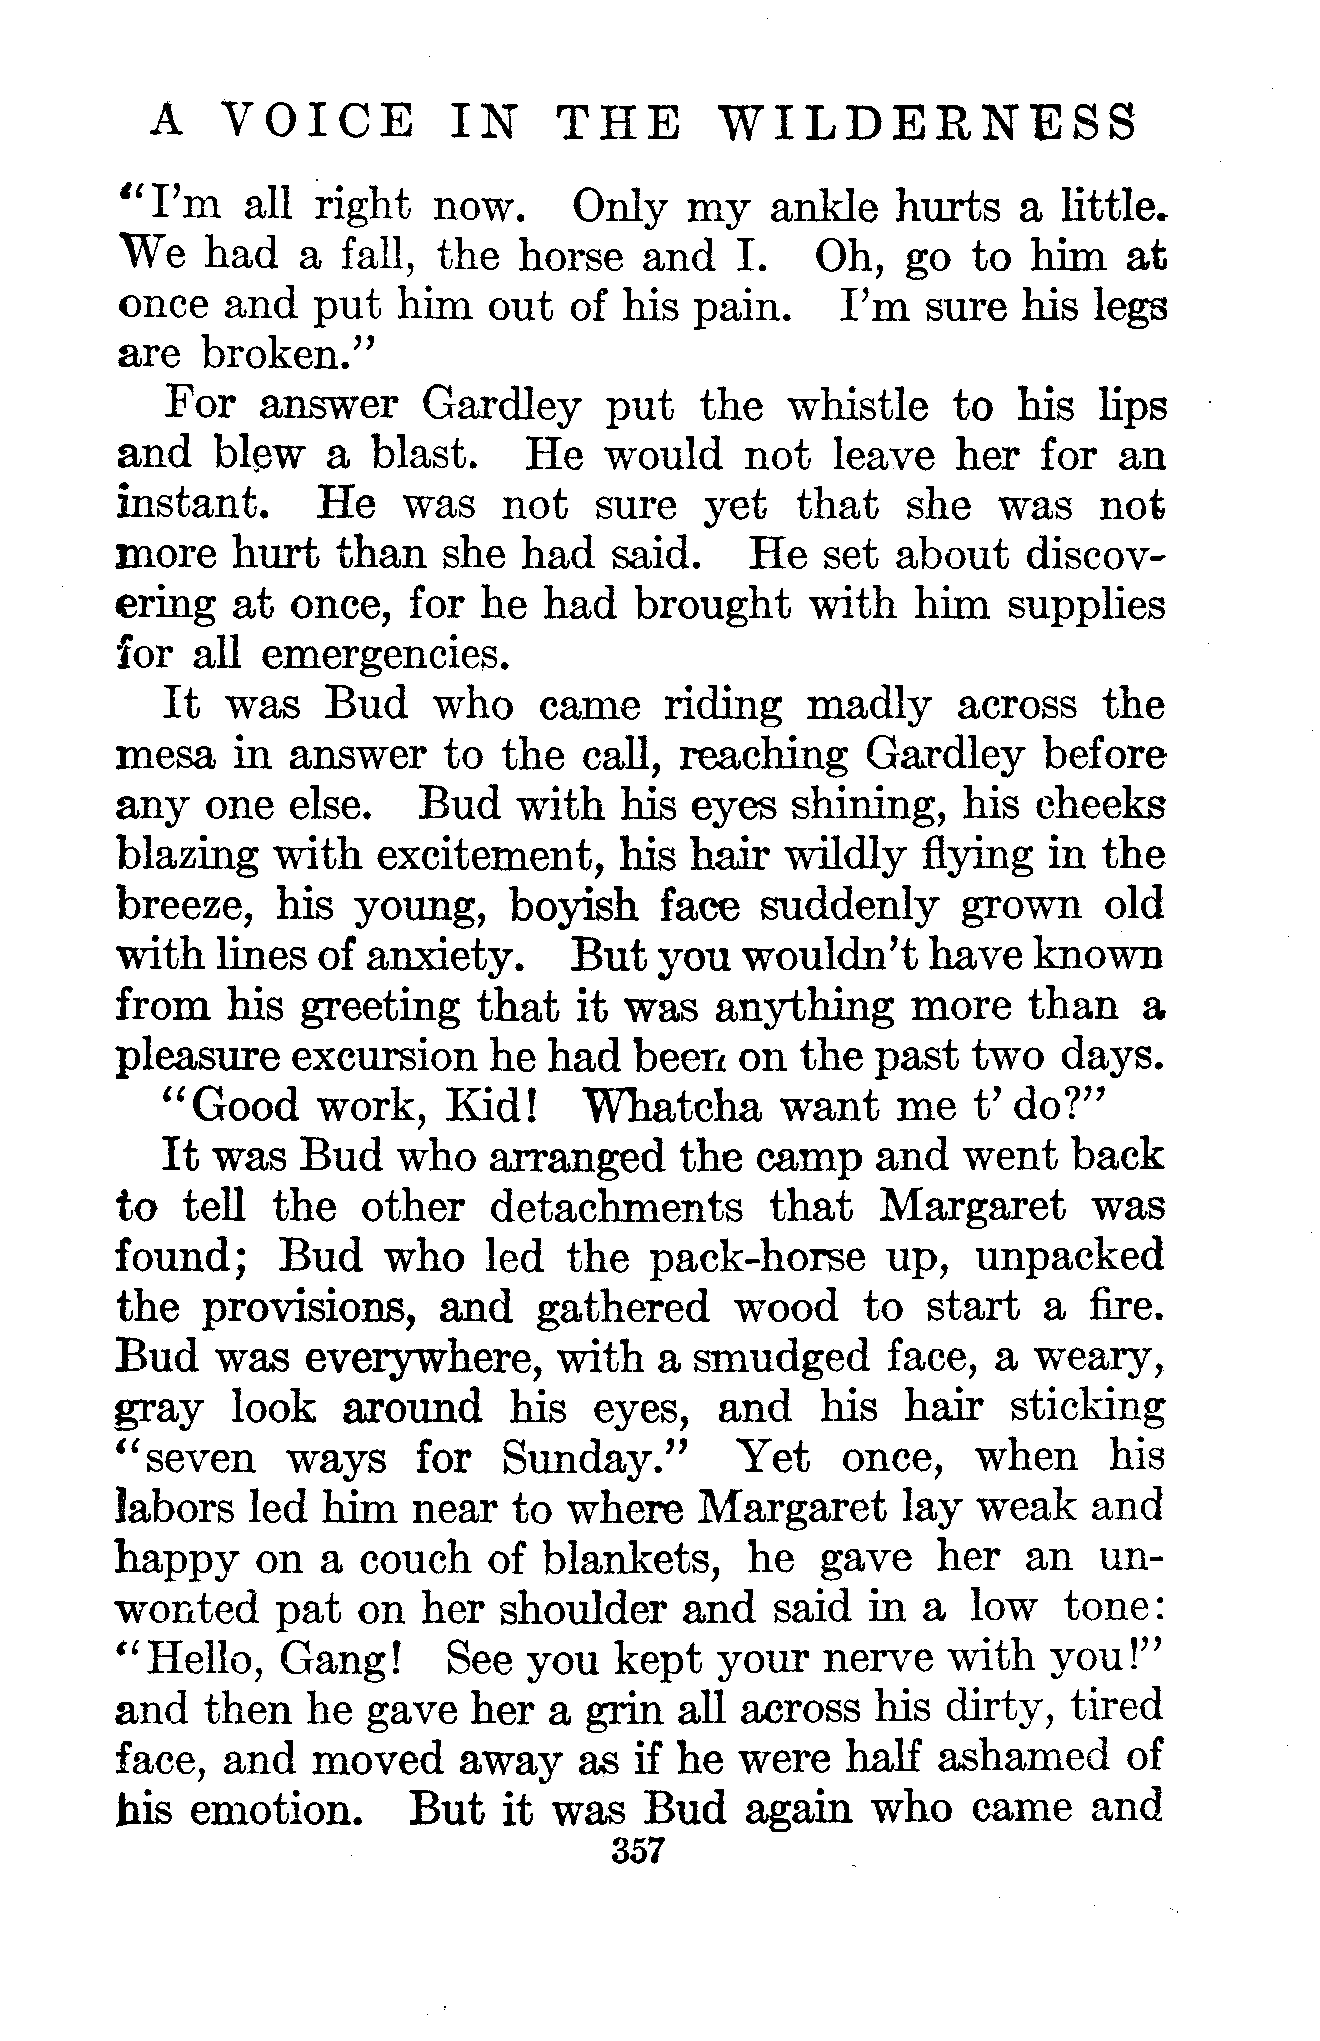 A VOICE IN THE WILDERNESS
“I’m all right now. Only my ankle hurts a little.
We had a fall, the horse and I. Oh, go to him at
once and put him out of his pain. I’m sure his legs
are broken.”
For answer Gardley put the whistle to his lips
and blew a blast. He would not leave her for an
instant. He was not sure yet that she was not
more hurt than she had said. He set about discov-
ering at once, for he had brought with him supplies
for all emergencies.
It was Bud who came riding madly across the
mesa in answer to the call, reaching Gardley before
any one else. Bud with his eyes shining, his cheeks
blazing with excitement, his hair wildly flying in the
breeze, his young, boyish face suddenly grown old
with lines of anxiety. But you wouldn’t have known
from his greeting that it was anything more than a
pleasure excursion he had been on the past two days.
“Good work, Kid! Whatcha want me t’ do?”
It was Bud who arranged the camp and went back
to tell the other detachments that Margaret was
found; Bud who led the pack-horse up, unpacked
the provisions, and gathered wood to start a fire.
Bud was everywhere, with a smudged face, a weary,
gray look around his eyes, and his hair sticking
“seven ways for Sunday.” Yet once, when his
labors led him near to where Margaret lay weak and
happy on a couch of blankets, he gave her an un-
wonted pat on her shoulder and said in a low tone:
“Hello, Gang! See you kept your nerve with you!”
and then he gave her a grin all across his dirty, tired
face, and moved away as if he were half ashamed of
his emotion. But it was Bud again who came and
357